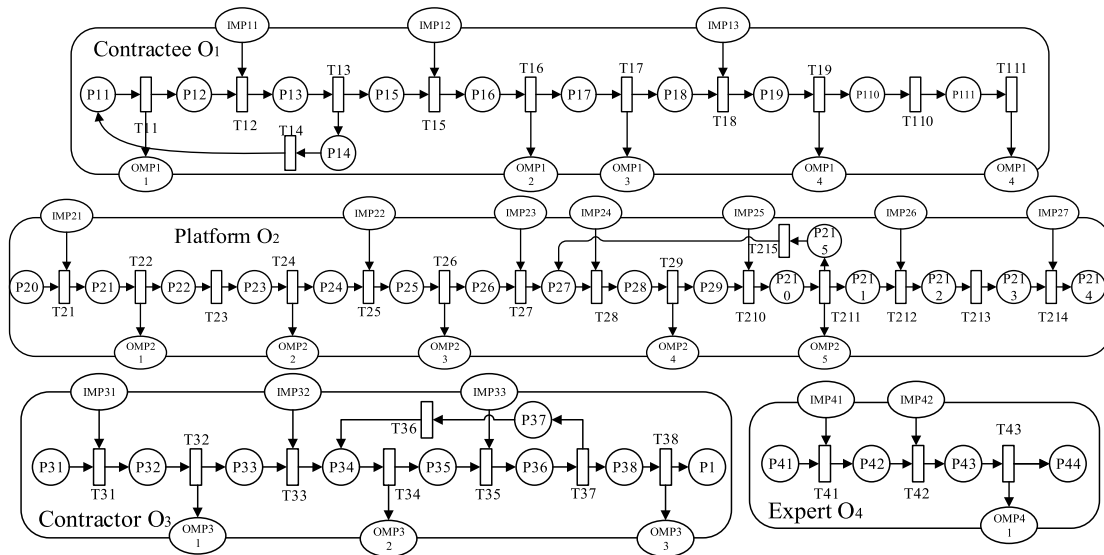 IMP11
IMP12
IMP13
Contractee O1
T13
T16
T17
T19
T111
P11
P12
P13
P15
P16
P17
P18
P19
P110
P111
T11
T12
T15
T18
T110
T14
P14
OMP1
1
OMP1
2
OMP1
3
OMP1
4
OMP1
4
IMP21
IMP22
IMP23
IMP24
IMP25
IMP26
IMP27
Platform O2
P21
5
T215
T22
T24
T26
T29
P20
P21
P22
P23
P24
P25
P26
P27
P28
P29
P21
0
P21
1
P21
2
P21
3
P21
4
T21
T23
T25
T27
T28
T210
T211
T212
T213
T214
OMP2
1
OMP2
2
OMP2
3
OMP2
4
OMP2
5
IMP31
IMP32
IMP33
T36
P37
T32
T38
P31
P32
P33
P34
P35
P36
P38
P1
T31
T33
T34
T35
T37
Contractor O3
OMP3
1
OMP3
2
OMP3
3
IMP41
IMP42
T43
P41
P42
P43
P44
T41
T42
Expert O4
OMP4
1